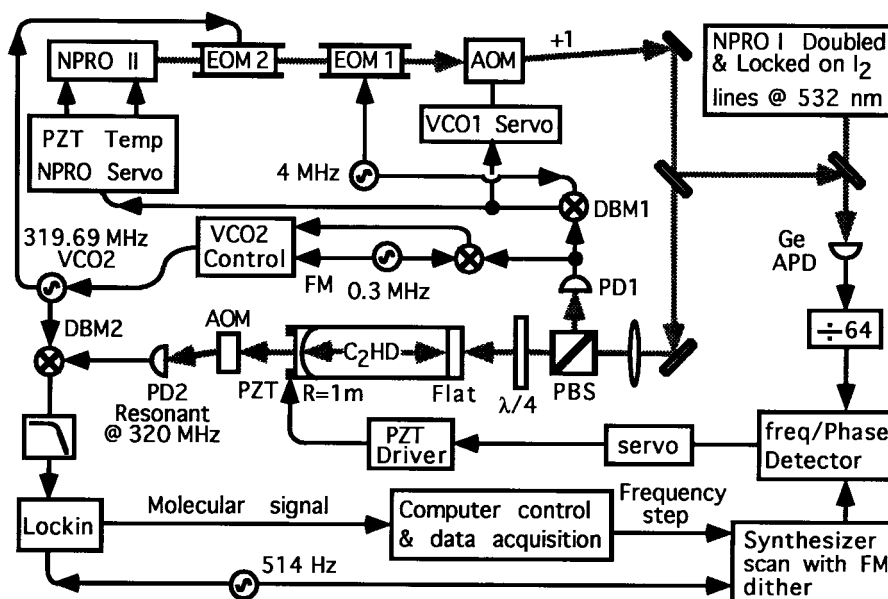 NPRO II
EOM 2
EOM 1
AOM
+1
NPRO I Doubled
& Locked on I2
lines @ 532 nm
PZT Temp
NPRO Servo
VCO1 Servo
4 MHz
DBM1
319.69 MHz
VCO2
VCO2
Control
FM
0.3 MHz
PD1
Ge
APD
÷64
DBM2
AOM
C2HD
PD2
Resonant
@ 320 MHz
PZT
R=1m
Flat
λ/4
PBS
PZT
Driver
servo
freq/Phase
Detector
Lockin
Molecular signal
Computer control
& data acquisition
Frequency
step
Synthesizer
scan with FM
dither
514 Hz